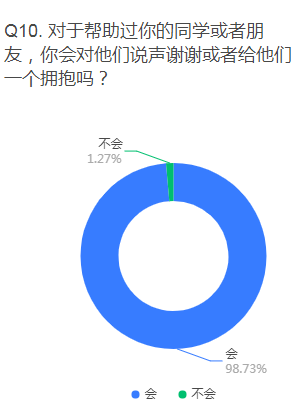 Q10. 对于帮助过你的同学或者朋
友，你会对他们说声谢谢或者给他们
一个拥抱吗？
不会
1.27%
会
98.73%
会 不会